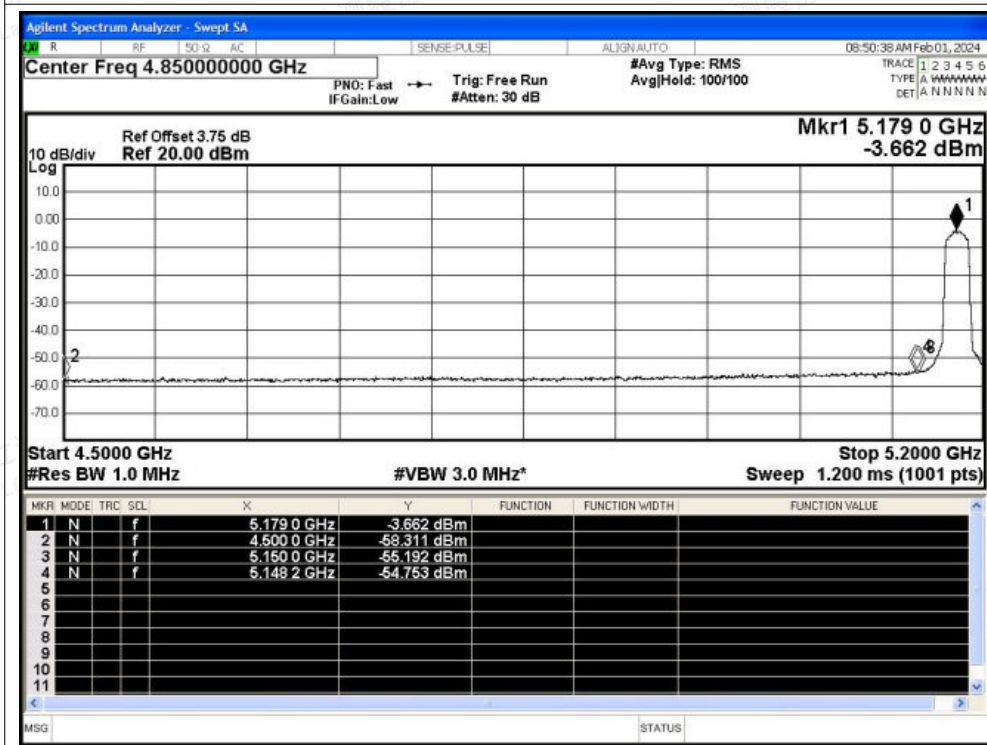 Agilent Spectrum Analyzer - Swept SA
LXI R RF 50 Ω AC SENSE:PULSE ALIGN AUTO 08:50:38 AM Feb 01, 2024
Center Freq 4.850000000 GHz #Avg Type: RMS TRACE 1 2 3 4 5 6
PNO: Fast Trig: Free Run Avg|Hold: 100/100 TYPE A WWWWW
IFGain:Low #Atten: 30 dB DET A N N N N N
Mkr1 5.179 0 GHz
Ref Offset 3.75 dB
10 dB/div Ref 20.00 dBm -3.662 dBm
Log
10.0
1
0.00
-10.0
-20.0
-30.0
-40.0
-50.0
2
-60.0
-70.0
Start 4.5000 GHz Stop 5.2000 GHz
#Res BW 1.0 MHz #VBW 3.0 MHz* Sweep 1.200 ms (1001 pts)
MKR MODE TRC SCL X Y FUNCTION FUNCTION WIDTH FUNCTION VALUE
1 N f 5.179 0 GHz -3.662 dBm
2 N f 4.500 0 GHz -58.311 dBm
3 N f 5.150 0 GHz -55.192 dBm
4 N f 5.148 2 GHz -54.753 dBm
5
6
7
8
9
10
11
MSG STATUS